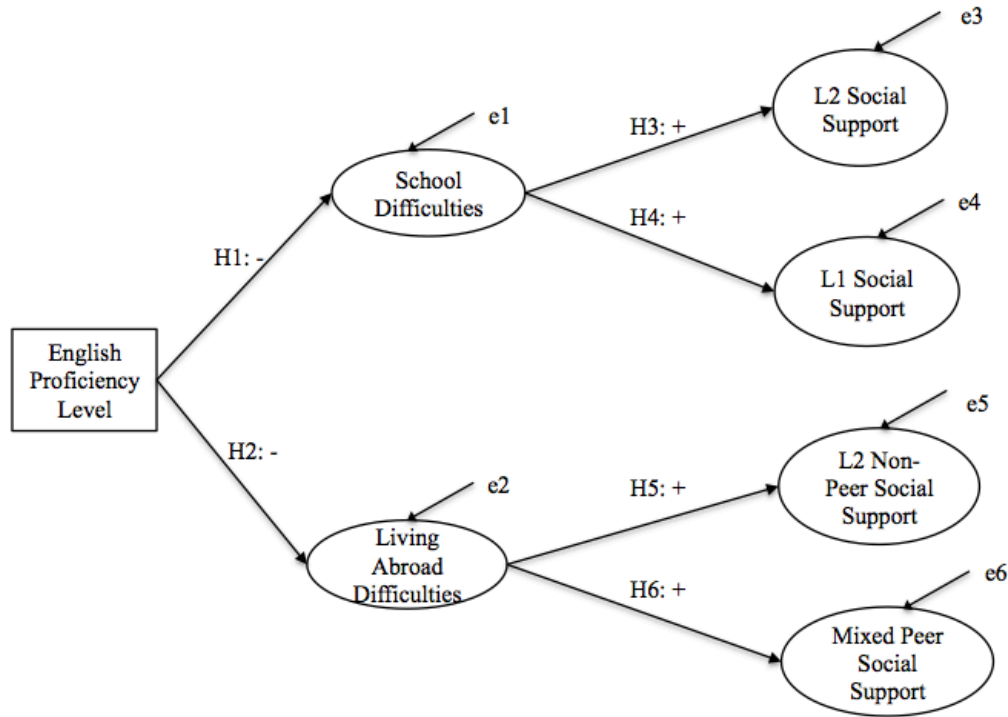 e3
L2 Social
Support
e1
H3: +
School
Difficulties
H4: +
e4
H1: -
L1 Social
Support
English
Proficiency
Level
e5
H2: -
L2 Non-
Peer Social
Support
e2
H5: +
Living
Abroad
Difficulties
H6: +
e6
Mixed Peer
Social
Support